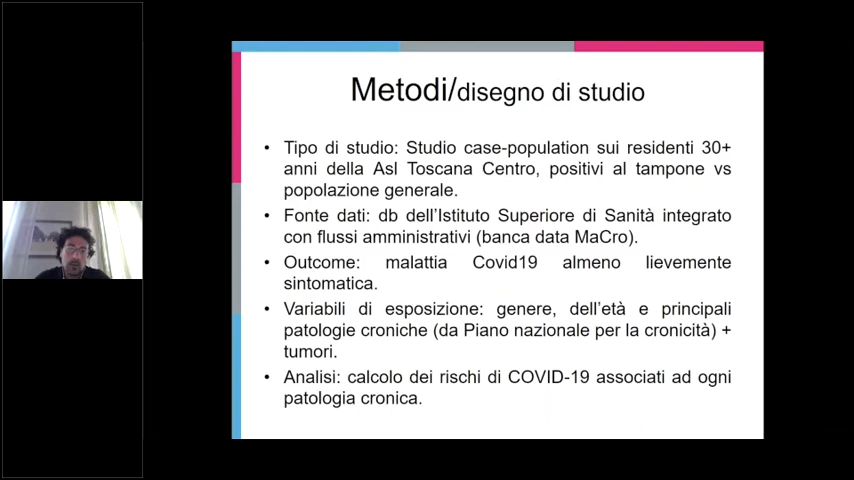 Metodi/disegno di studio
• Tipo di studio: Studio case-population sui residenti 30+
anni della Asl Toscana Centro, positivi al tampone vs
popolazione generale.
• Fonte dati: db dell'Istituto Superiore di Sanità integrato
con flussi amministrativi (banca data MaCro).
• Outcome: malattia Covid19 almeno lievemente
sintomatica.
• Variabili di esposizione: genere, dell'età e principali
patologie croniche (da Piano nazionale per la cronicità) +
tumori.
• Analisi: calcolo dei rischi di COVID-19 associati ad ogni
patologia cronica.